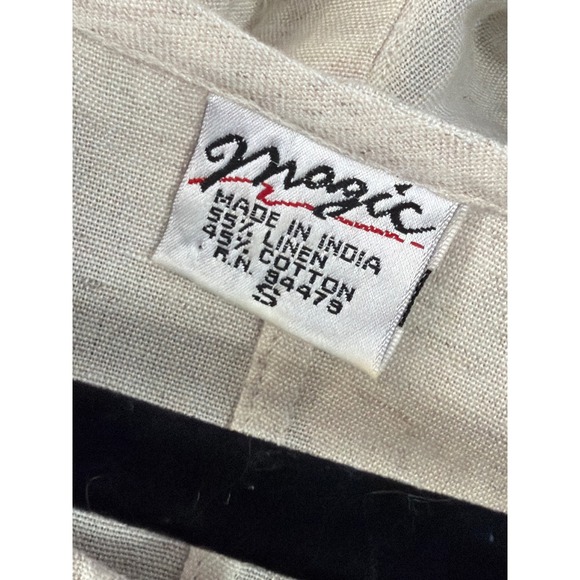 magic
MADE IN INDIA
55% LINEN
45% COTTON
R.N. 94479
S